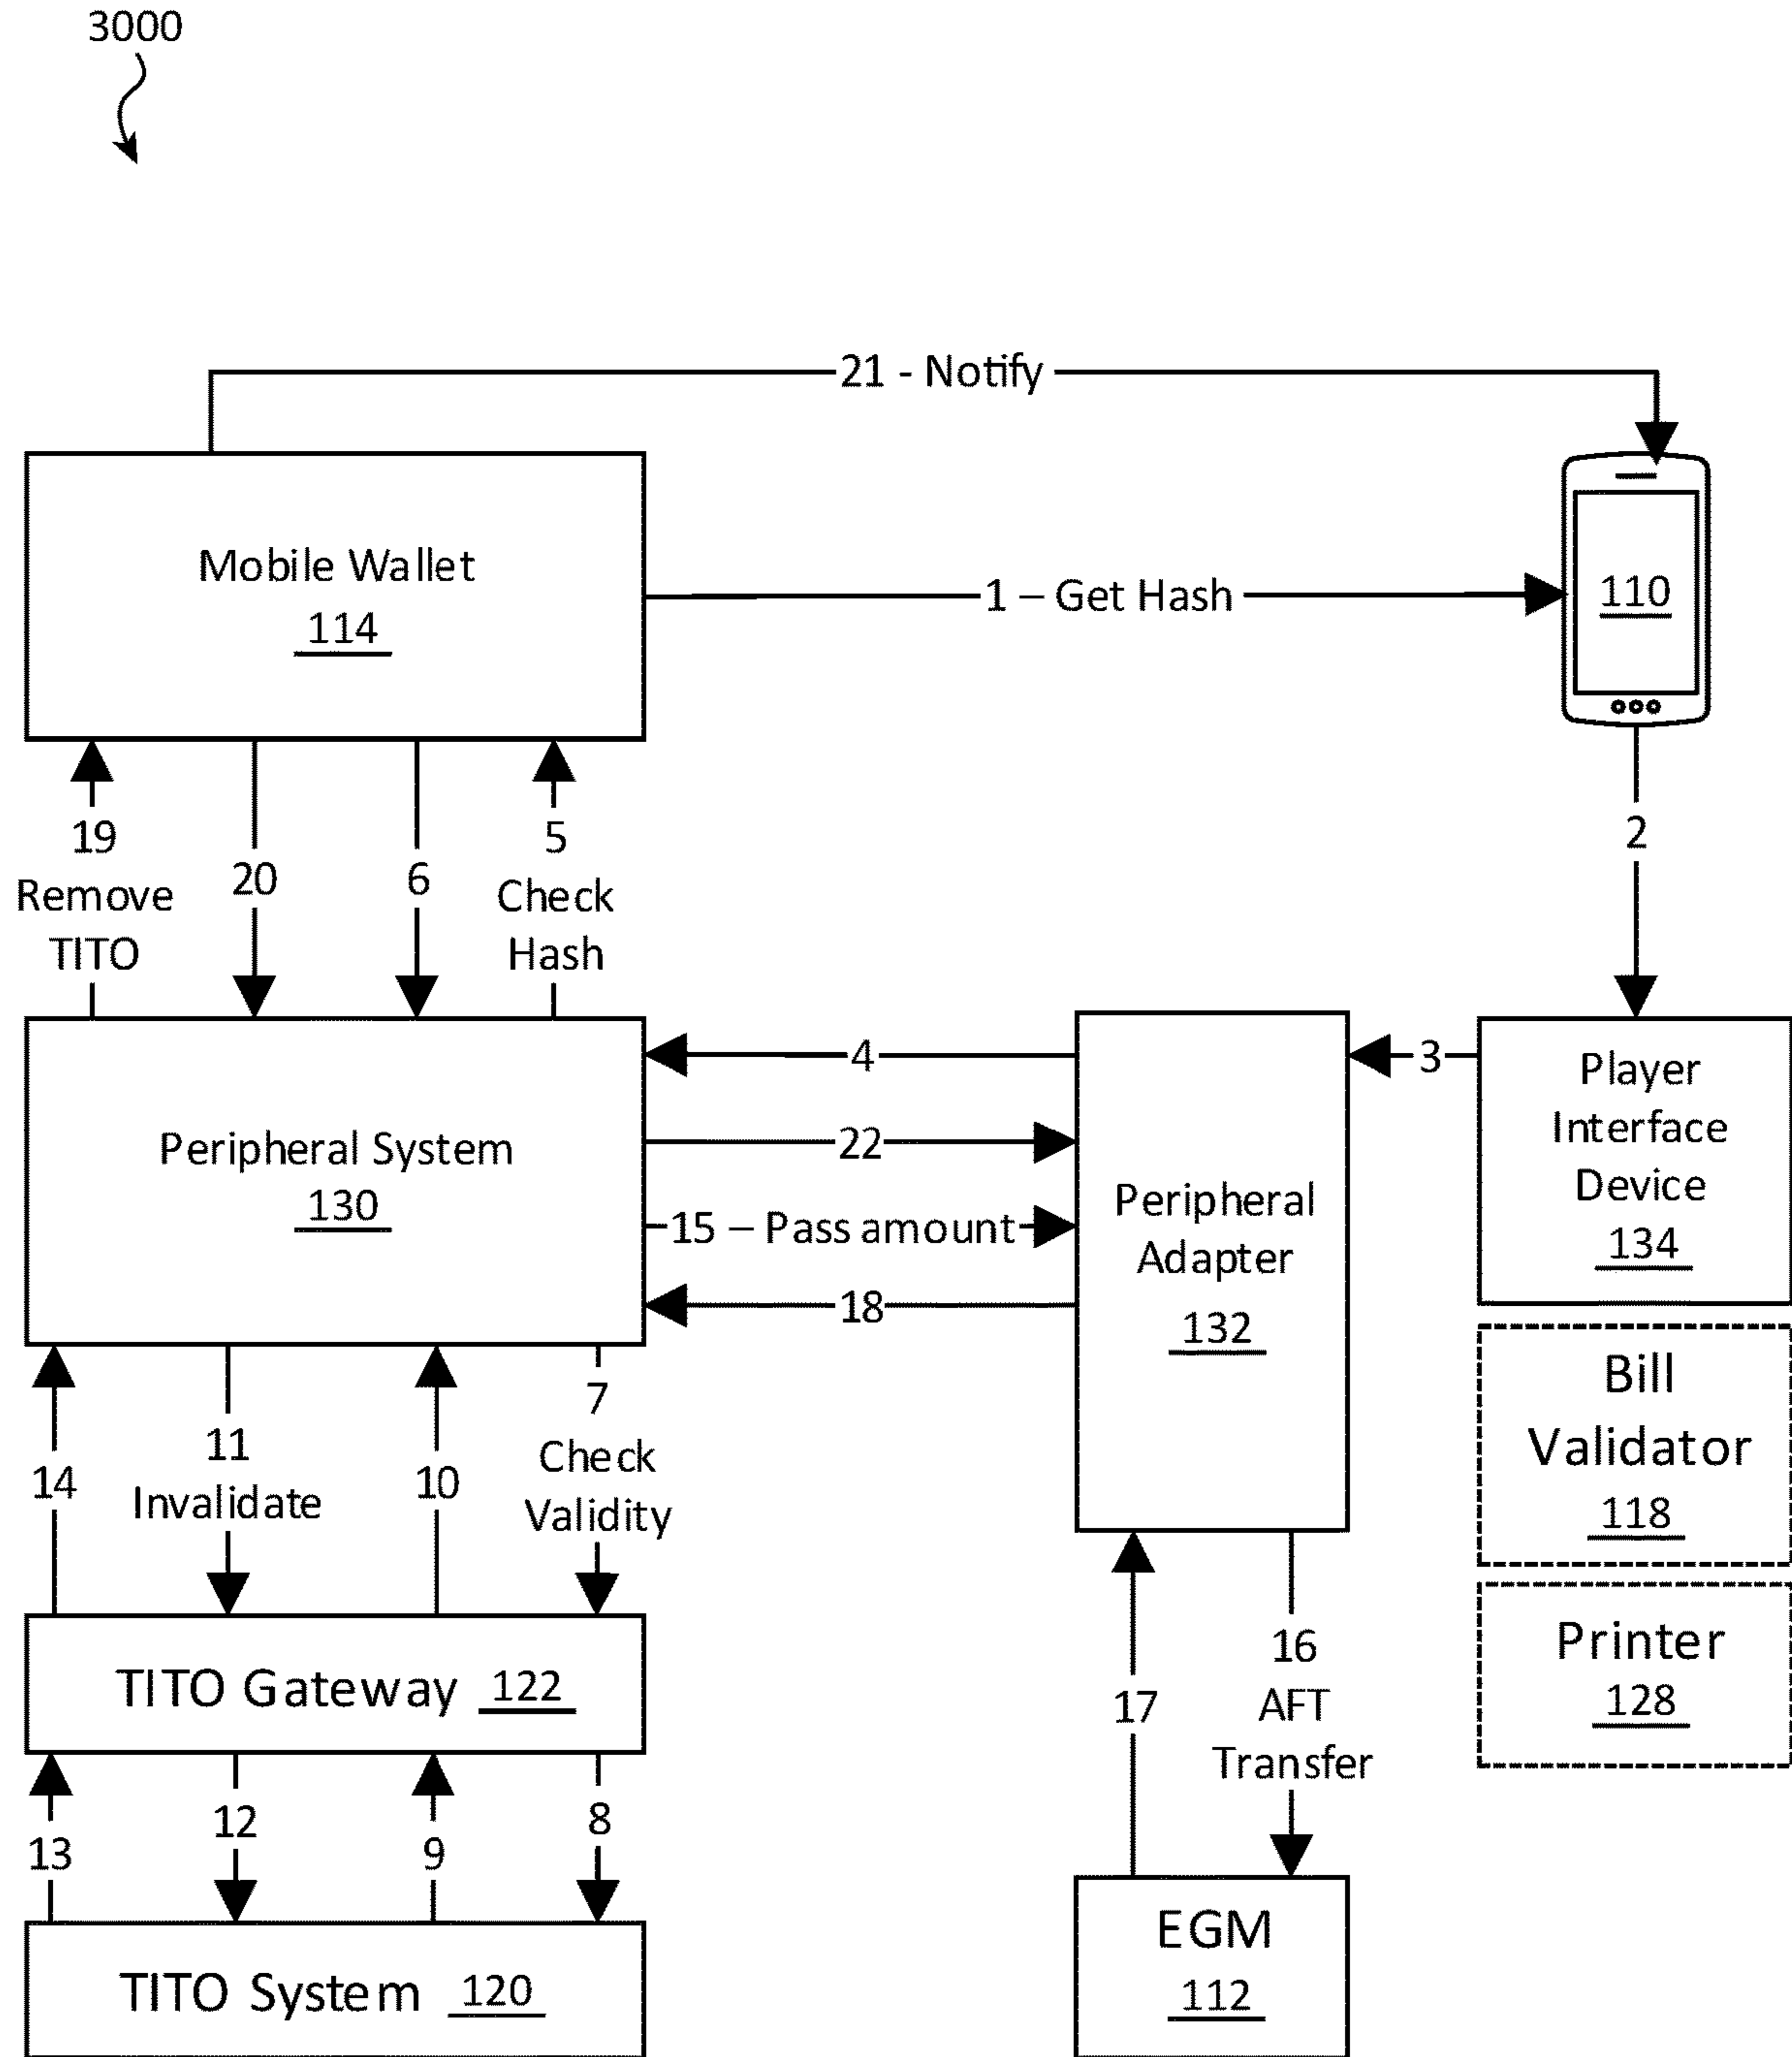 3000
21 - Notify
Mobile Wallet
114
1 – Get Hash
110
19
Remove
TITO
20
6
5
Check
Hash
2
Peripheral System
130
4
22
15 – Pass amount
18
3
Peripheral
Adapter
132
Player
Interface
Device
134
Bill
Validator
118
Printer
128
14
11
Invalidate
10
7
Check
Validity
TITO Gateway 122
17
16
AFT
Transfer
13
12
9
8
TITO System 120
EGM
112